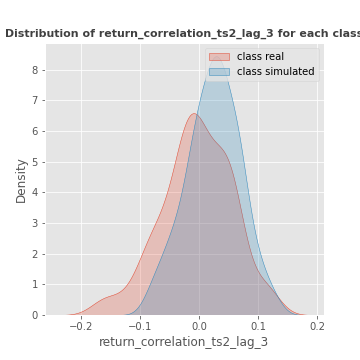 Distribution of return_correlation_ts2_lag_3 for each class
class real
class simulated
8
7
6
5
4
3
2
1
0
Density
−0.2
−0.1
0.0
0.1
0.2
return_correlation_ts2_lag_3